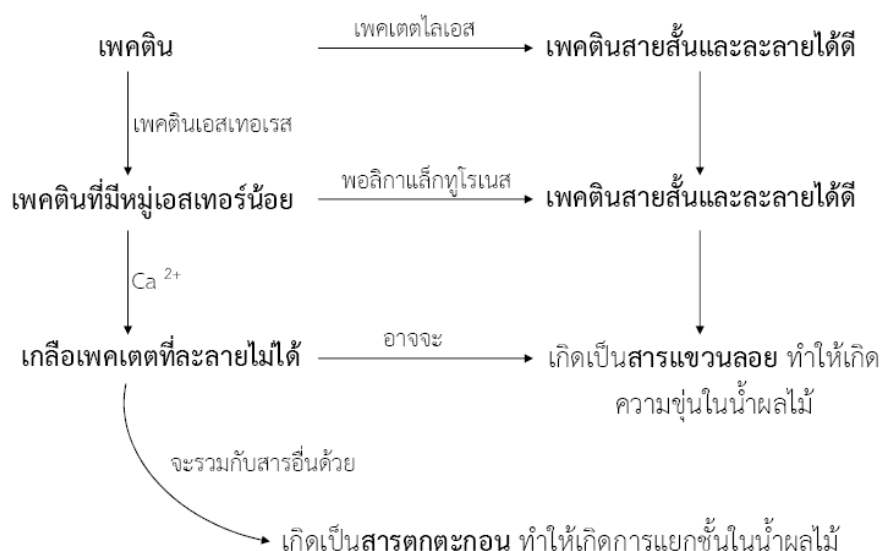 เพคติน
เพคเตตไลเอส
เพคตินสายสั้นและละลายได้ดี
เพคตินเอสเทอเรส
เพคตินที่มีหมู่เอสเทอร์น้อย
พอลิกาแล็กทูโรเนส
เพคตินสายสั้นและละลายได้ดี
Ca 2+
เกลือเพคเตตที่ละลายไม่ได้
อาจจะ
เกิดเป็นสารแขวนลอย ทำให้เกิด
ความขุ่นในน้ำผลไม้
จะรวมกับสารอื่นด้วย
เกิดเป็นสารตกตะกอน ทำให้เกิดการแยกชั้นในน้ำผลไม้